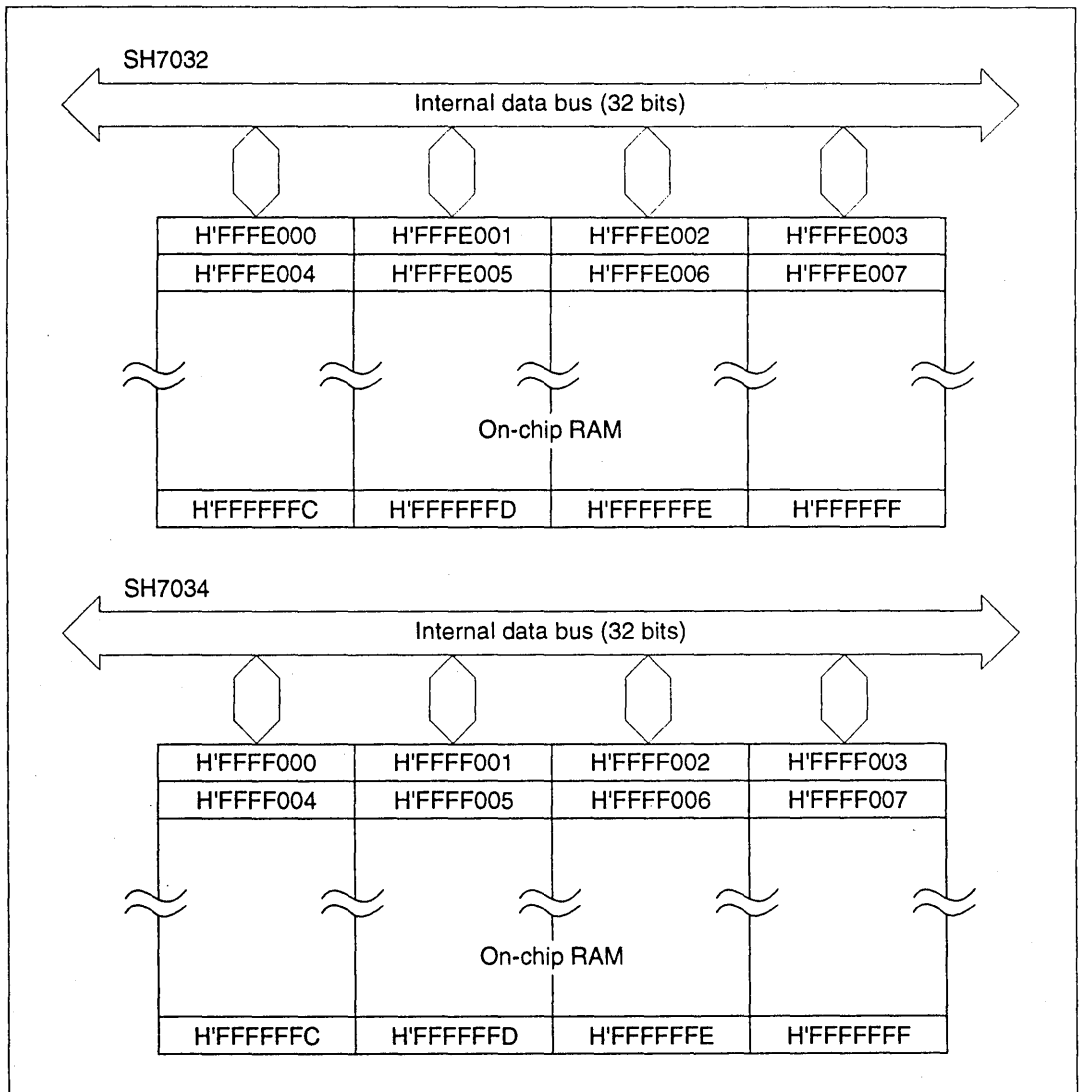 SH7032
Internal data bus (32 bits)
H'FFFE000 H'FFFE001 H'FFFE002 H'FFFE003
H'FFFE004 H'FFFE005 H'FFFE006 H'FFFE007
On-chip RAM
H'FFFFFFC H'FFFFFFD H'FFFFFFE H'FFFFFF
SH7034
Internal data bus (32 bits)
H'FFFF000 H'FFFF001 H'FFFF002 H'FFFF003
H'FFFF004 H'FFFF005 H'FFFF006 H'FFFF007
On-chip RAM
H'FFFFFFC H'FFFFFFD H'FFFFFFE H'FFFFFFF